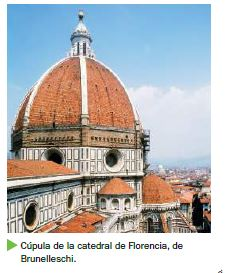 Cúpula de la catedral de Florencia, de
Brunelleschi.